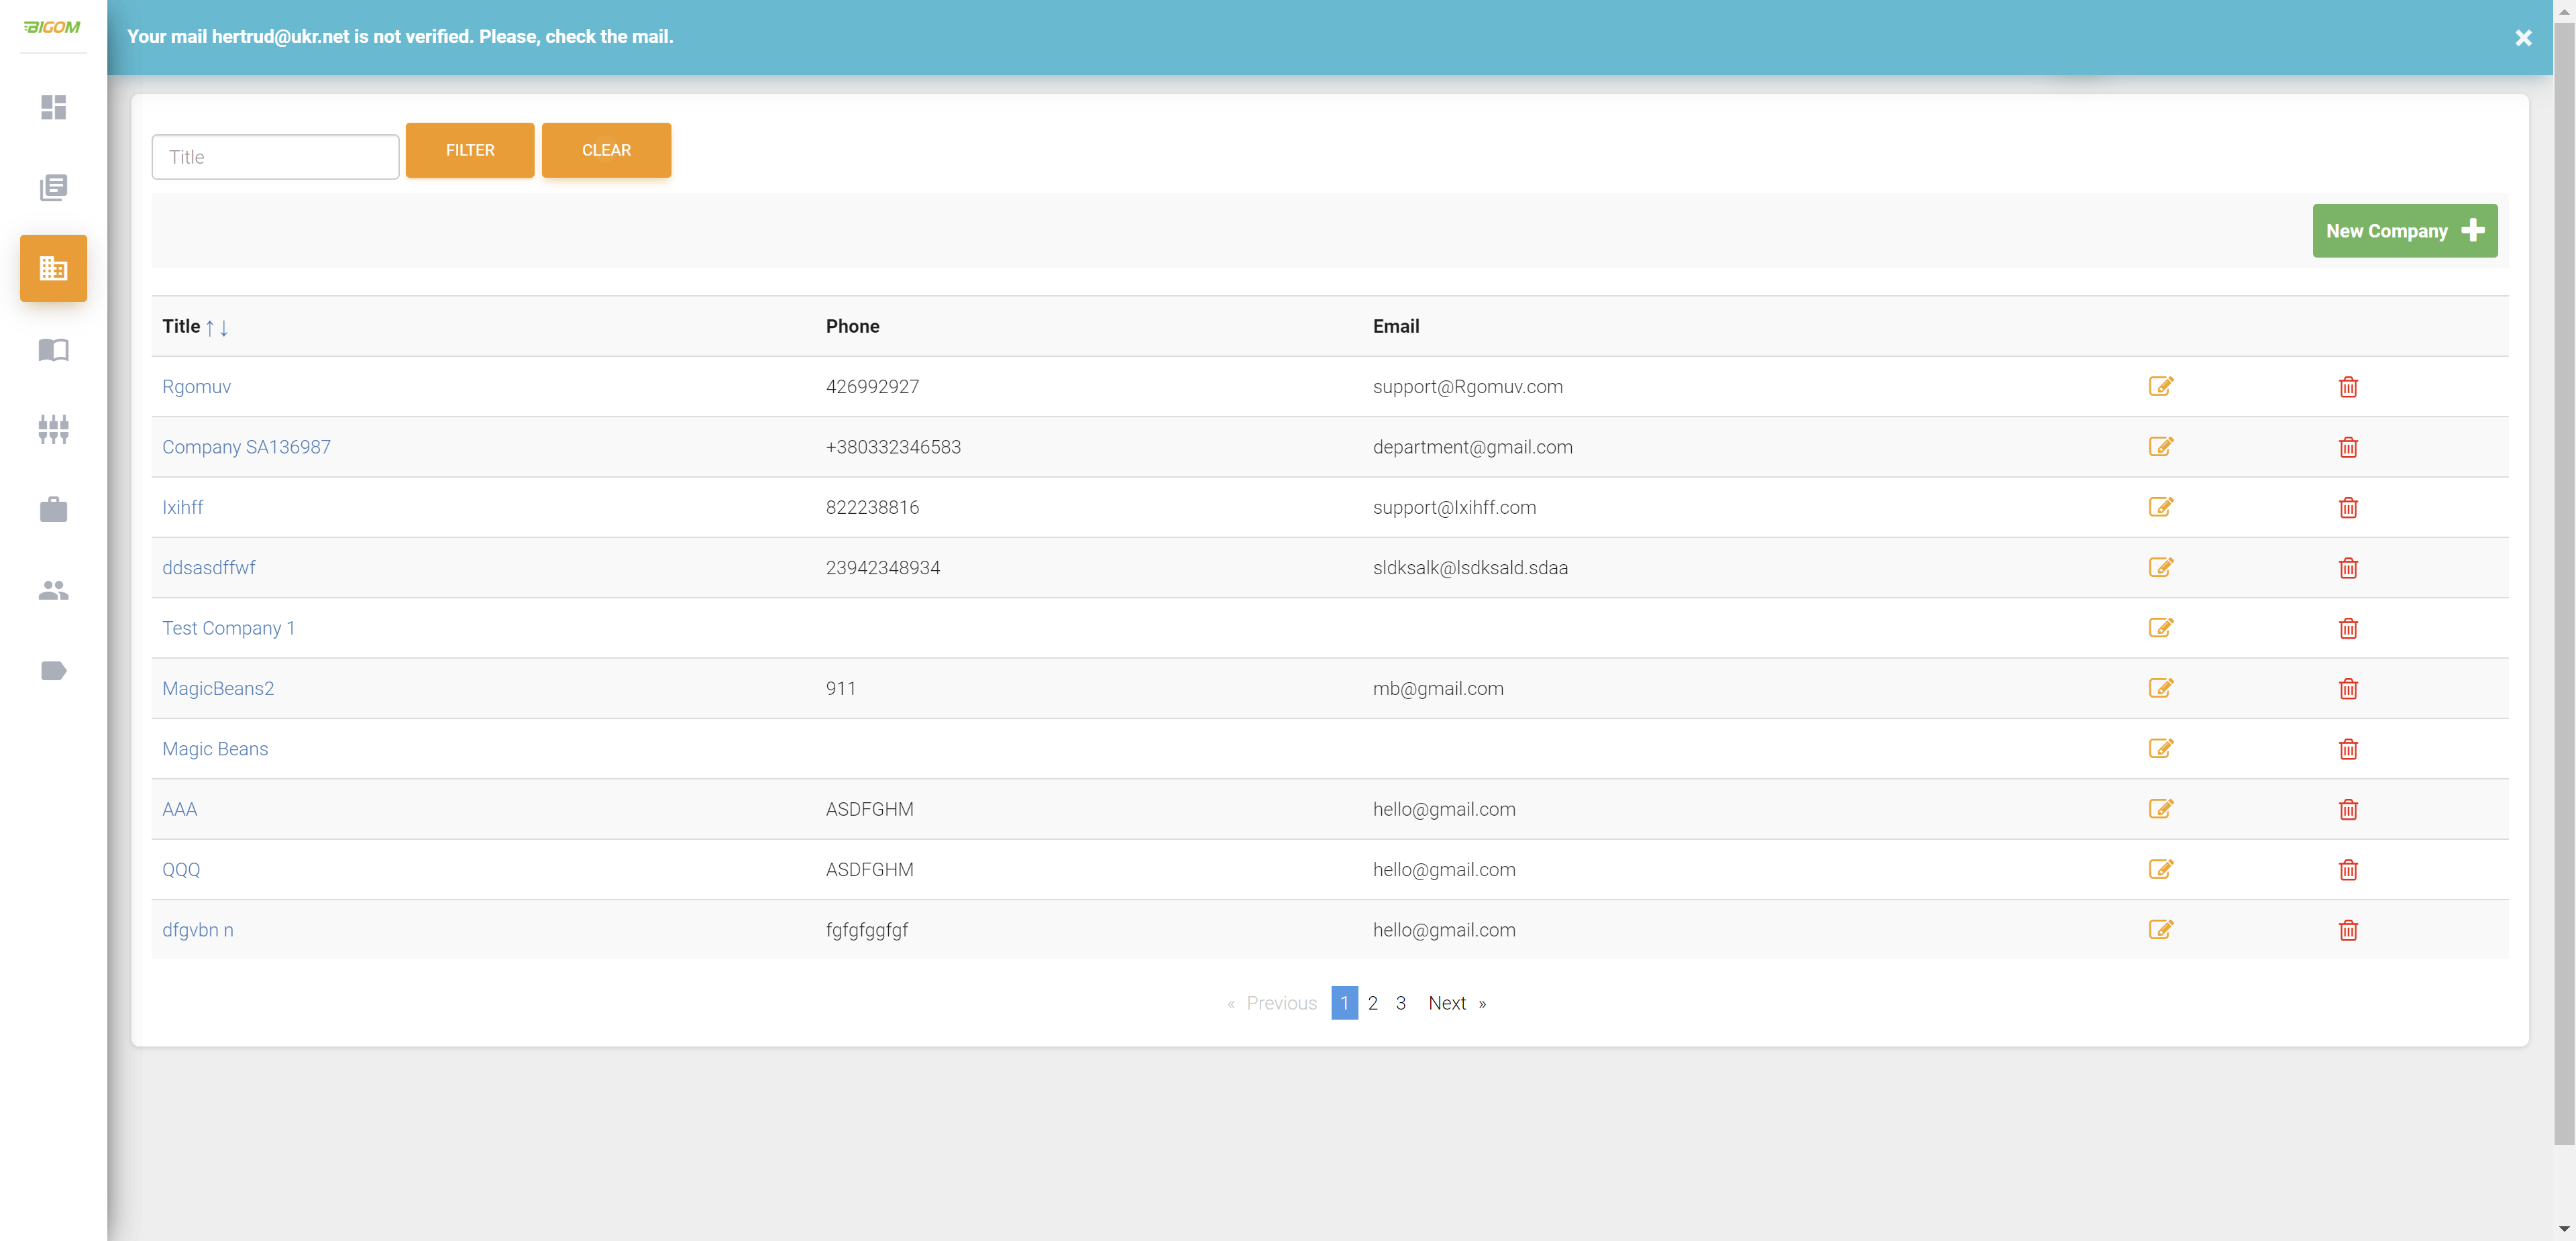 BIGOM
Your mail hertrud@ukr.net is not verified. Please, check the mail.
Title
FILTER
CLEAR
New Company
Title ↑↓ Phone Email
Rgomuv 426992927 support@Rgomuv.com
Company SA136987 +380332346583 department@gmail.com
Ixihff 822238816 support@Ixihff.com
ddsasdffwf 23942348934 sldksalk@lsdksald.sdaa
Test Company 1
MagicBeans2 911 mb@gmail.com
Magic Beans
AAA ASDFGHM hello@gmail.com
QQQ ASDFGHM hello@gmail.com
dfgvbn n fgfgfggfgf hello@gmail.com
« Previous 1 2 3 Next »